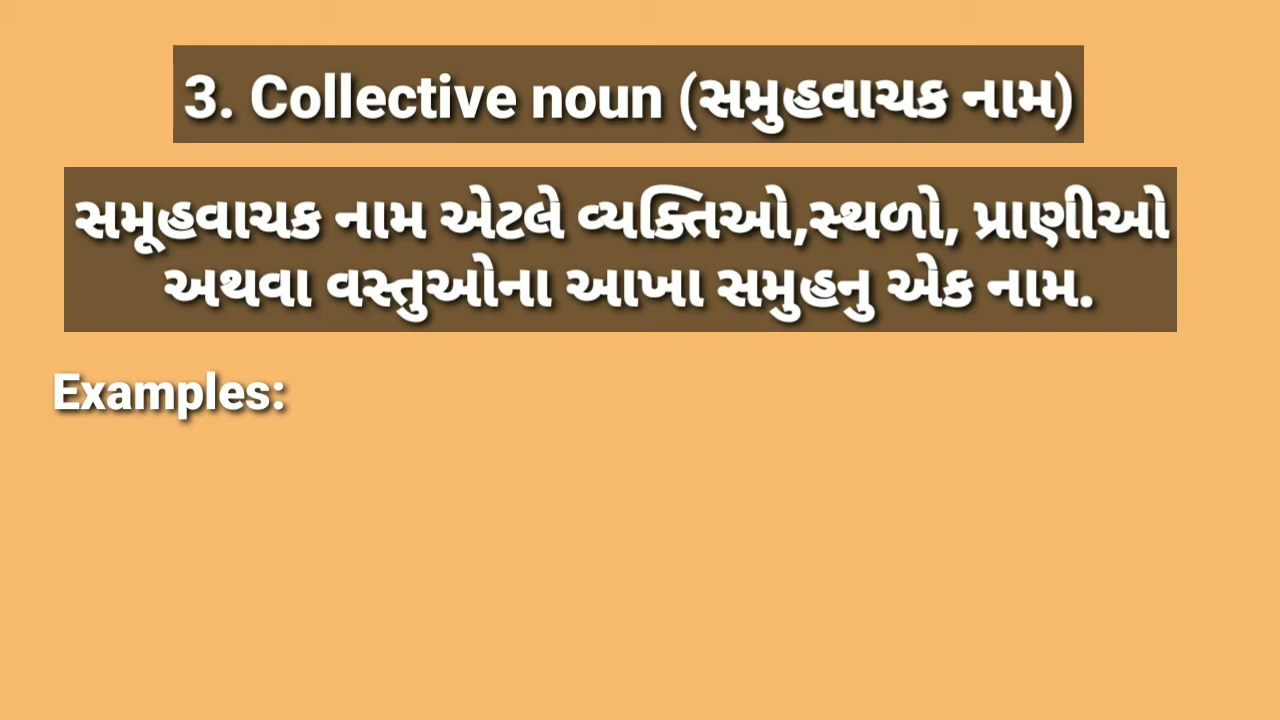 3. Collective noun (સમુહવાચક નામ)
સમૂહવાચક નામ એટલે વ્યક્તિઓ,સ્થળો, પ્રાણીઓ
અથવા વસ્તુઓના આખા સમુહનુ એક નામ.
Examples: